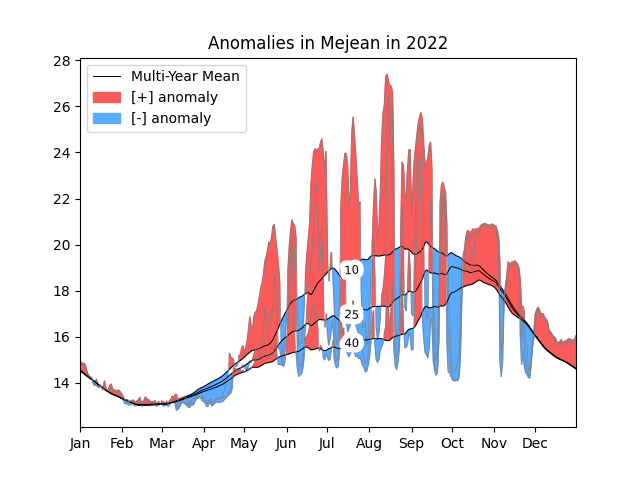 Anomalies in Mejean in 2022
Multi-Year Mean
[+] anomaly
[-] anomaly
28
26
24
22
20
18
16
14
10
25
40
Jan Feb Mar Apr May Jun Jul Aug Sep Oct Nov Dec